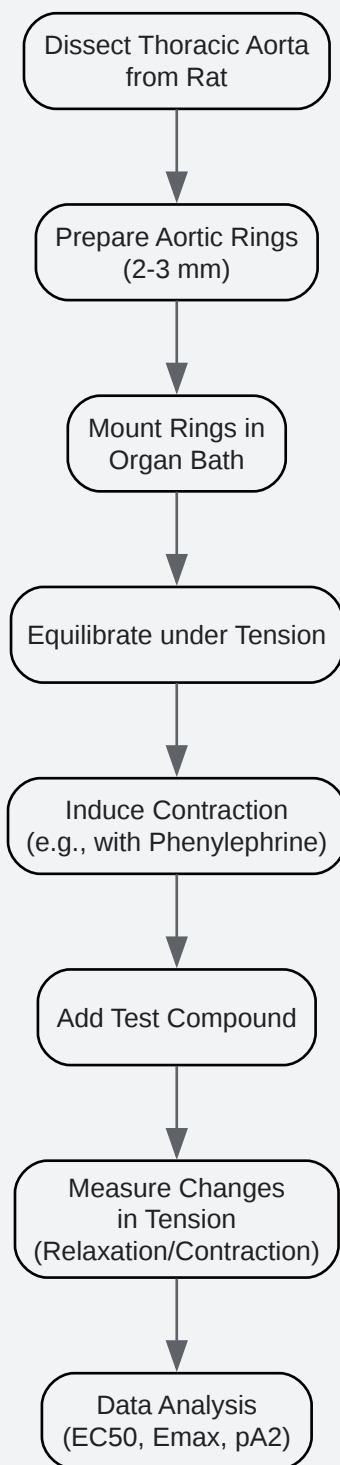 Dissect Thoracic Aorta
from Rat
Prepare Aortic Rings
(2-3 mm)
Mount Rings in
Organ Bath
Equilibrate under Tension
Induce Contraction
(e.g., with Phenylephrine)
Add Test Compound
Measure Changes
in Tension
(Relaxation/Contraction)
Data Analysis
(EC50, Emax, pA2)